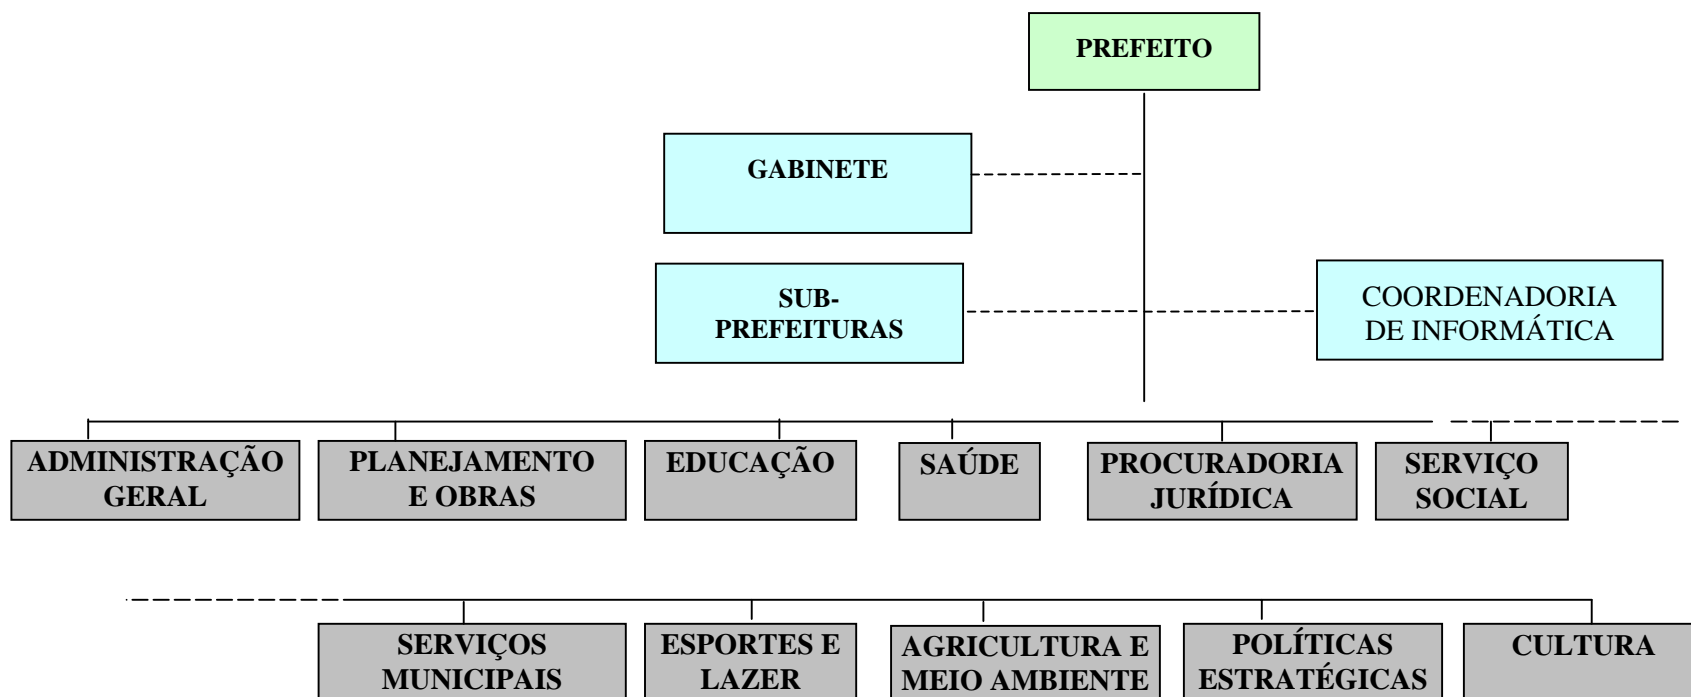 PREFEITO
GABINETE
SUB-
PREFEITURAS
COORDENADORIA
DE INFORMÁTICA
ADMINISTRAÇÃO
GERAL
PLANEJAMENTO
E OBRAS
EDUCAÇÃO
SAÚDE
PROCURADORIA
JURÍDICA
SERVIÇO
SOCIAL
SERVIÇOS
MUNICIPAIS
ESPORTES E
LAZER
AGRICULTURA E
MEIO AMBIENTE
POLÍTICAS
ESTRATÉGICAS
CULTURA